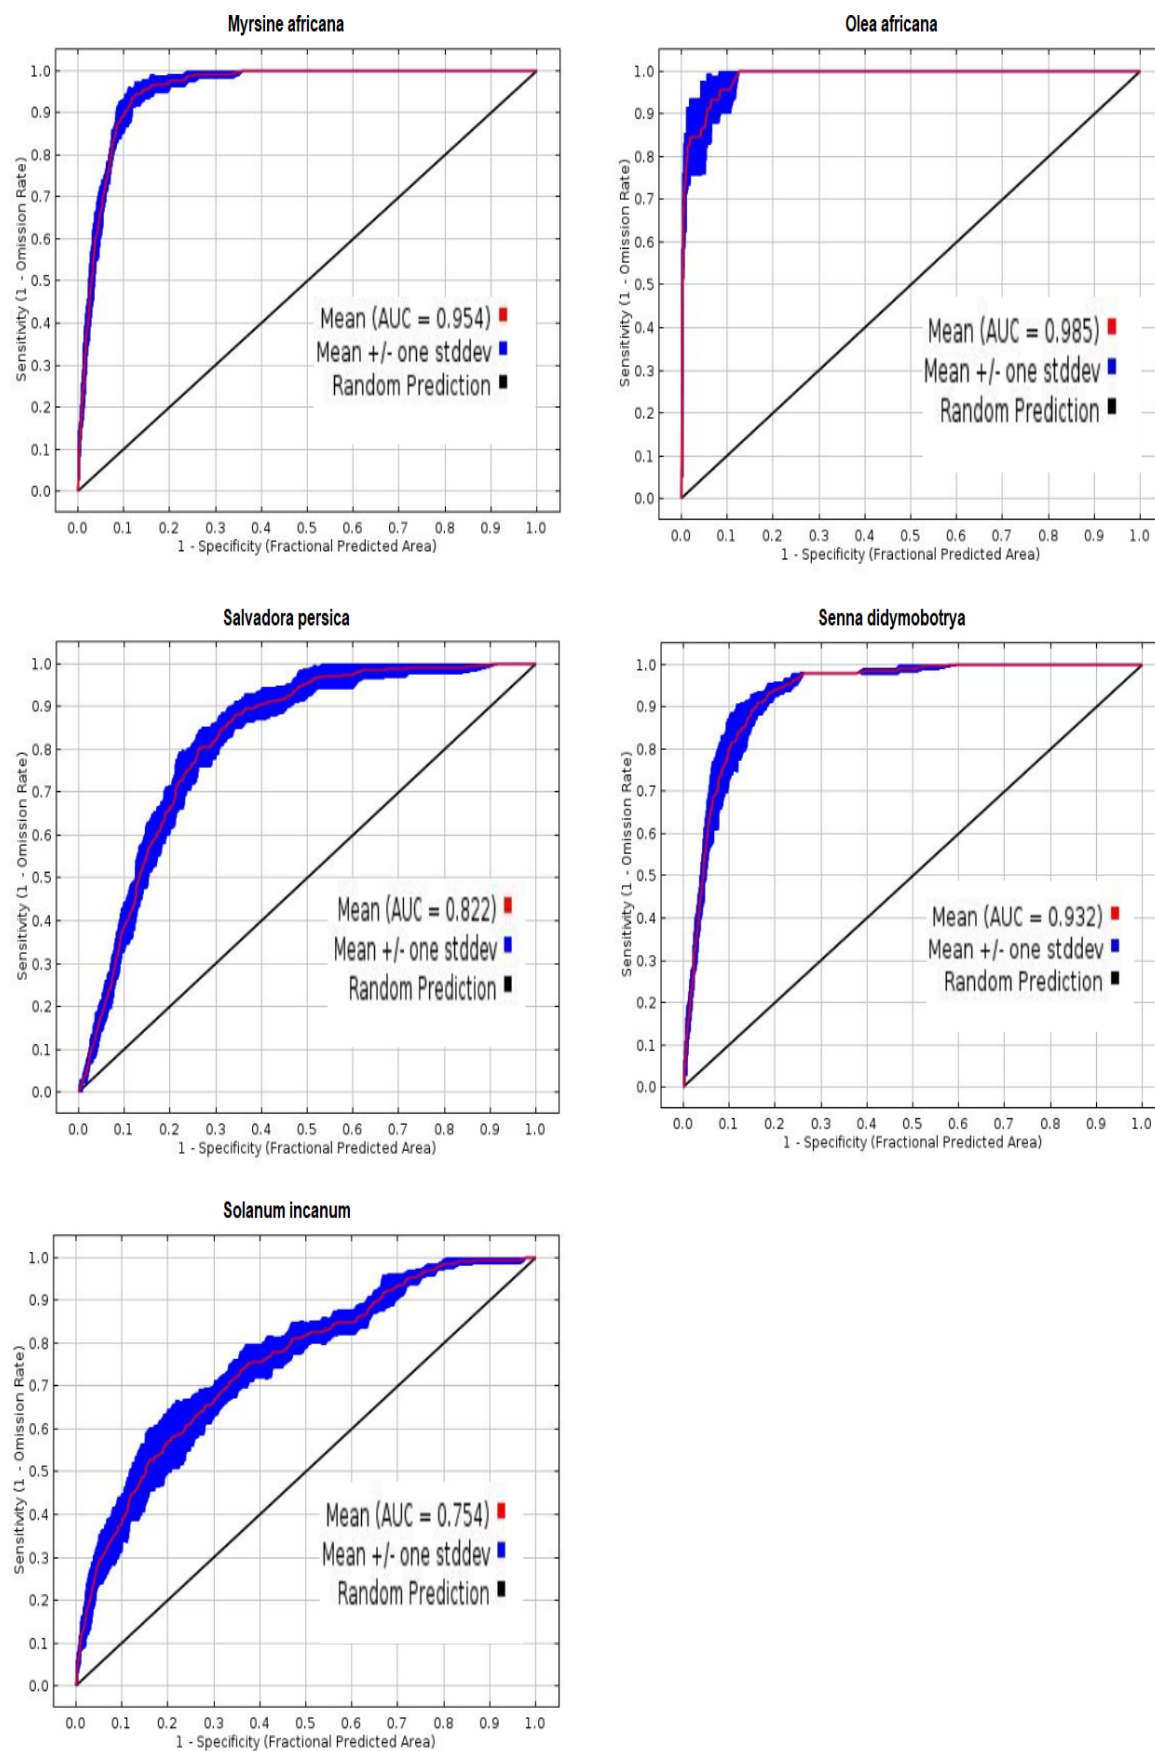 Myrsine africana
1.0
0.9
0.8
0.7
0.6
0.5
0.4
0.3
0.2
0.1
0.0
Sensitivity (1 - Omission Rate)
Mean (AUC = 0.954)
Mean +/- one stddev
Random Prediction
0.0 0.1 0.2 0.3 0.4 0.5 0.6 0.7 0.8 0.9 1.0
1 - Specificity (Fractional Predicted Area)
Olea africana
1.0
0.9
0.8
0.7
0.6
0.5
0.4
0.3
0.2
0.1
0.0
Sensitivity (1 - Omission Rate)
Mean (AUC = 0.985)
Mean +/- one stddev
Random Prediction
0.0 0.1 0.2 0.3 0.4 0.5 0.6 0.7 0.8 0.9 1.0
1 - Specificity (Fractional Predicted Area)
Salvadora persica
1.0
0.9
0.8
0.7
0.6
0.5
0.4
0.3
0.2
0.1
0.0
Sensitivity (1 - Omission Rate)
Mean (AUC = 0.822)
Mean +/- one stddev
Random Prediction
0.0 0.1 0.2 0.3 0.4 0.5 0.6 0.7 0.8 0.9 1.0
1 - Specificity (Fractional Predicted Area)
Senna didymobotrya
1.0
0.9
0.8
0.7
0.6
0.5
0.4
0.3
0.2
0.1
0.0
Sensitivity (1 - Omission Rate)
Mean (AUC = 0.932)
Mean +/- one stddev
Random Prediction
0.0 0.1 0.2 0.3 0.4 0.5 0.6 0.7 0.8 0.9 1.0
1 - Specificity (Fractional Predicted Area)
Solanum incanum
1.0
0.9
0.8
0.7
0.6
0.5
0.4
0.3
0.2
0.1
0.0
Sensitivity (1 - Omission Rate)
Mean (AUC = 0.754)
Mean +/- one stddev
Random Prediction
0.0 0.1 0.2 0.3 0.4 0.5 0.6 0.7 0.8 0.9 1.0
1 - Specificity (Fractional Predicted Area)